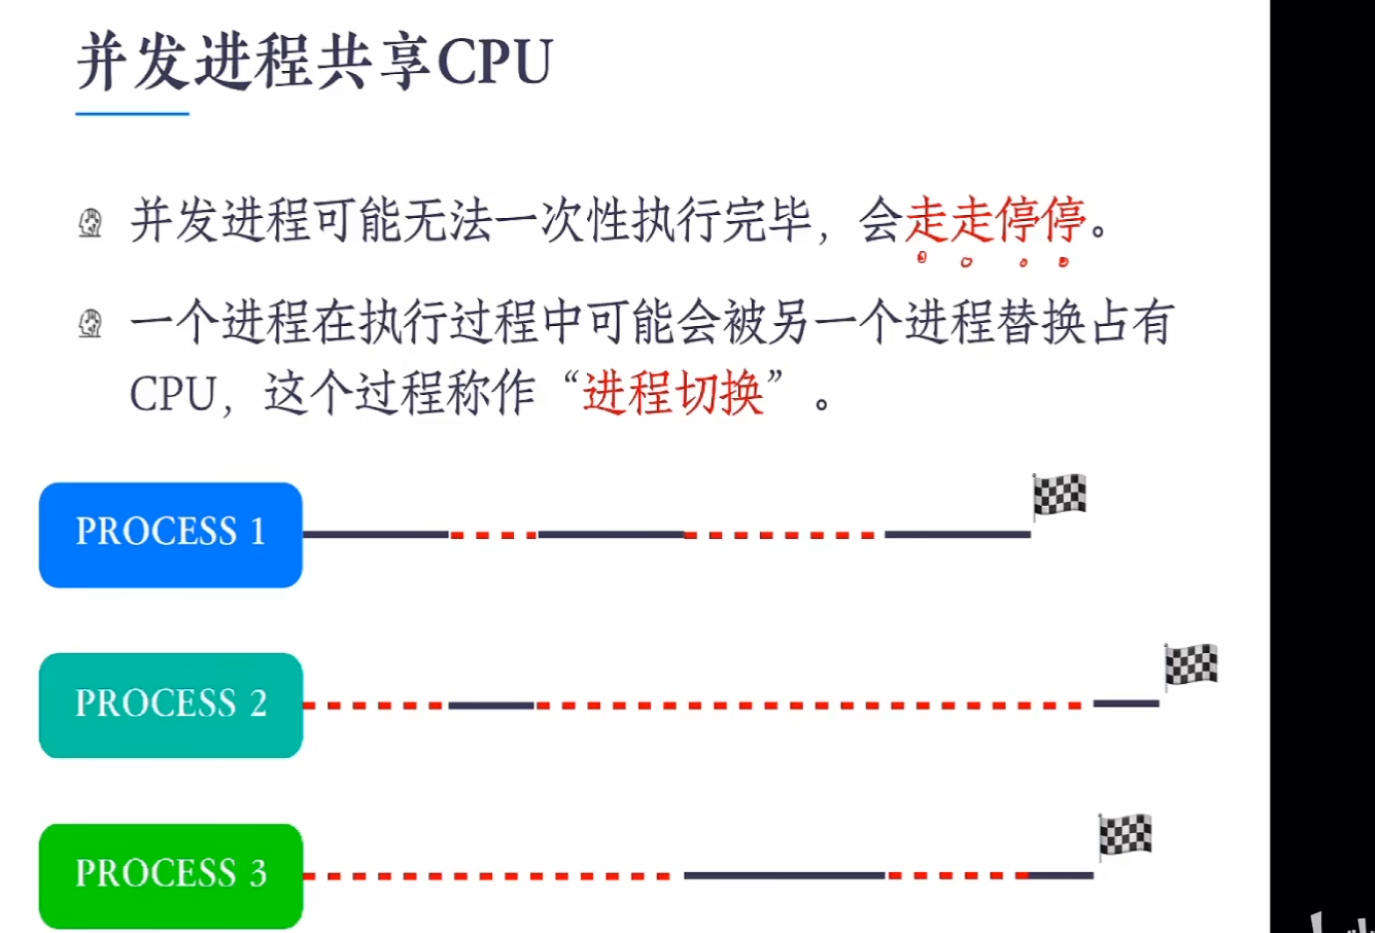 并发进程共享CPU
并发进程可能无法一次性执行完毕，会走走停停。
一个进程在执行过程中可能会被另一个进程替换占有
CPU，这个过程称作“进程切换”。
PROCESS 1
PROCESS 2
PROCESS 3